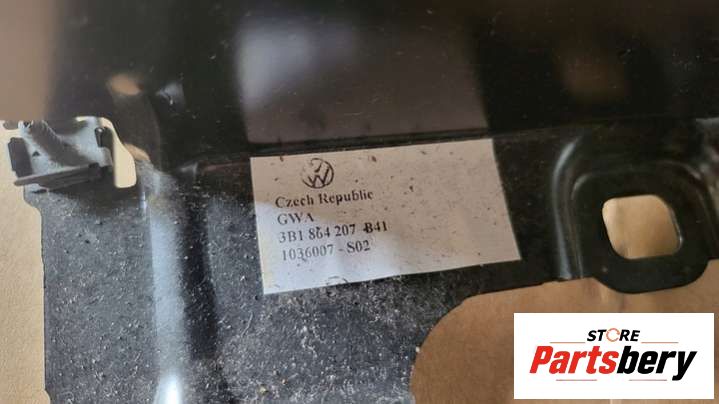 Czech Republic
GWA
3B1 864 207 B41
1036007 - S02
STORE
Partsbery